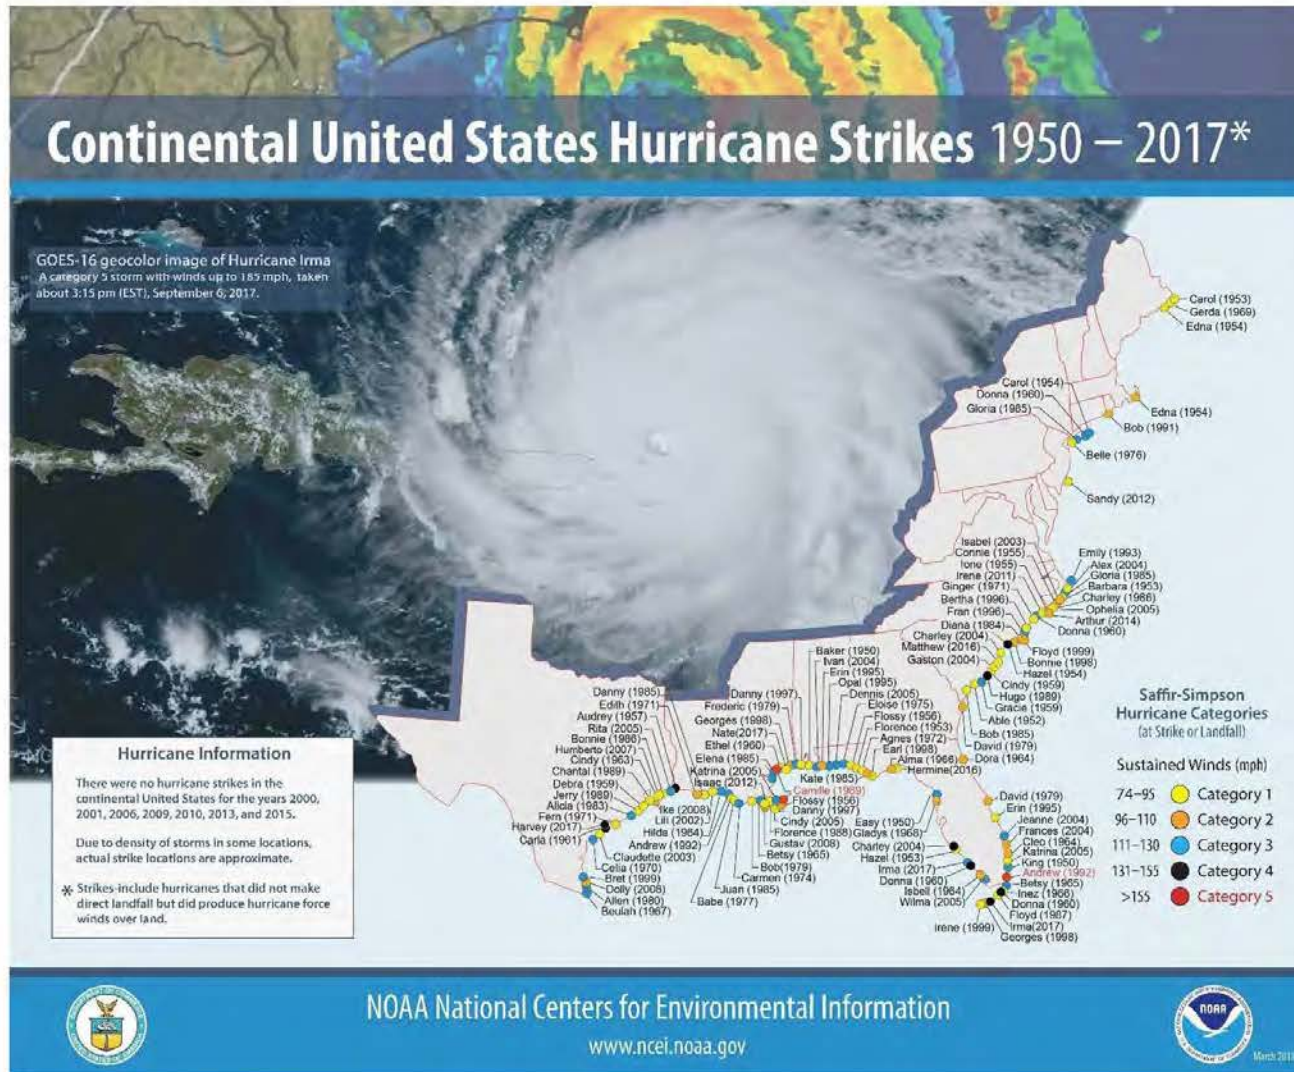 Continental United States Hurricane Strikes 1950 – 2017*
GOES-16 geocolor image of Hurricane Irma
A category 5 storm with winds up to 185 mph, taken
about 3:15 pm (EST), September 6, 2017.
Carol (1953)
Gerda (1969)
Edna (1954)
Carol (1954)
Donna (1960)
Gloria (1985)
Edna (1954)
Bob (1991)
Belle (1976)
Sandy (2012)
Isabel (2003)
Connie (1955)
Ione (1955)
Irene (2011)
Ginger (1971)
Bertha (1996)
Fran (1996)
Diana (1984)
Charley (2004)
Matthew (2016)
Gaston (2004)
Emily (1993)
Alex (2004)
Gloria (1985)
Barbara (1953)
Charley (1986)
Ophelia (2005)
Arthur (2014)
Donna (1960)
Floyd (1999)
Bonnie (1998)
Hazel (1954)
Cindy (1959)
Hugo (1989)
Gracie (1959)
Able (1952)
Bob (1985)
David (1979)
Dora (1964)
Danny (1985)
Edith (1971)
Audrey (1957)
Rita (2005)
Bonnie (1986)
Humberto (2007)
Cindy (1963)
Chantal (1989)
Debra (1959)
Jerry (1989)
Alicia (1983)
Fern (1971)
Harvey (2017)
Carla (1961)
Danny (1997)
Frederic (1979)
Georges (1998)
Nate(2017)
Ethel (1960)
Elena (1985)
Katrina (2005)
Isaac (2012)
Baker (1950)
Ivan (2004)
Erin (1995)
Opal (1995)
Dennis (2005)
Eloise (1975)
Flossy (1956)
Florence (1953)
Agnes (1972)
Earl (1998)
Alma (1966)
Hermine(2016)
Kate (1985)
Camille (1969)
Flossy (1956)
Danny (1997)
Cindy (2005)
Florence (1988)
Gustav (2008)
Betsy (1965)
Bob(1979)
Carmen (1974)
Juan (1985)
Babe (1977)
Ike (2008)
Lili (2002)
Hilda (1964)
Andrew (1992)
Claudette (2003)
Celia (1970)
Bret (1999)
Dolly (2008)
Allen (1980)
Beulah (1967)
Easy (1950)
Gladys (1968)
Charley (2004)
Hazel (1953)
Irma (2017)
Donna (1960)
Isbell (1964)
Wilma (2005)
Irene (1999)
David (1979)
Erin (1995)
Jeanne (2004)
Frances (2004)
Cleo (1964)
Katrina (2005)
King (1950)
Andrew (1992)
Betsy (1965)
Inez (1966)
Donna (1960)
Floyd (1987)
Irma(2017)
Georges (1998)
Hurricane Information
There were no hurricane strikes in the
continental United States for the years 2000,
2001, 2006, 2009, 2010, 2013, and 2015.
Due to density of storms in some locations,
actual strike locations are approximate.
* Strikes-include hurricanes that did not make
direct landfall but did produce hurricane force
winds over land.
Saffir-Simpson
Hurricane Categories
(at Strike or Landfall)
Sustained Winds (mph)
74–95 Category 1
96–110 Category 2
111–130 Category 3
131–155 Category 4
>155 Category 5
NOAA National Centers for Environmental Information
www.ncei.noaa.gov
NOAA